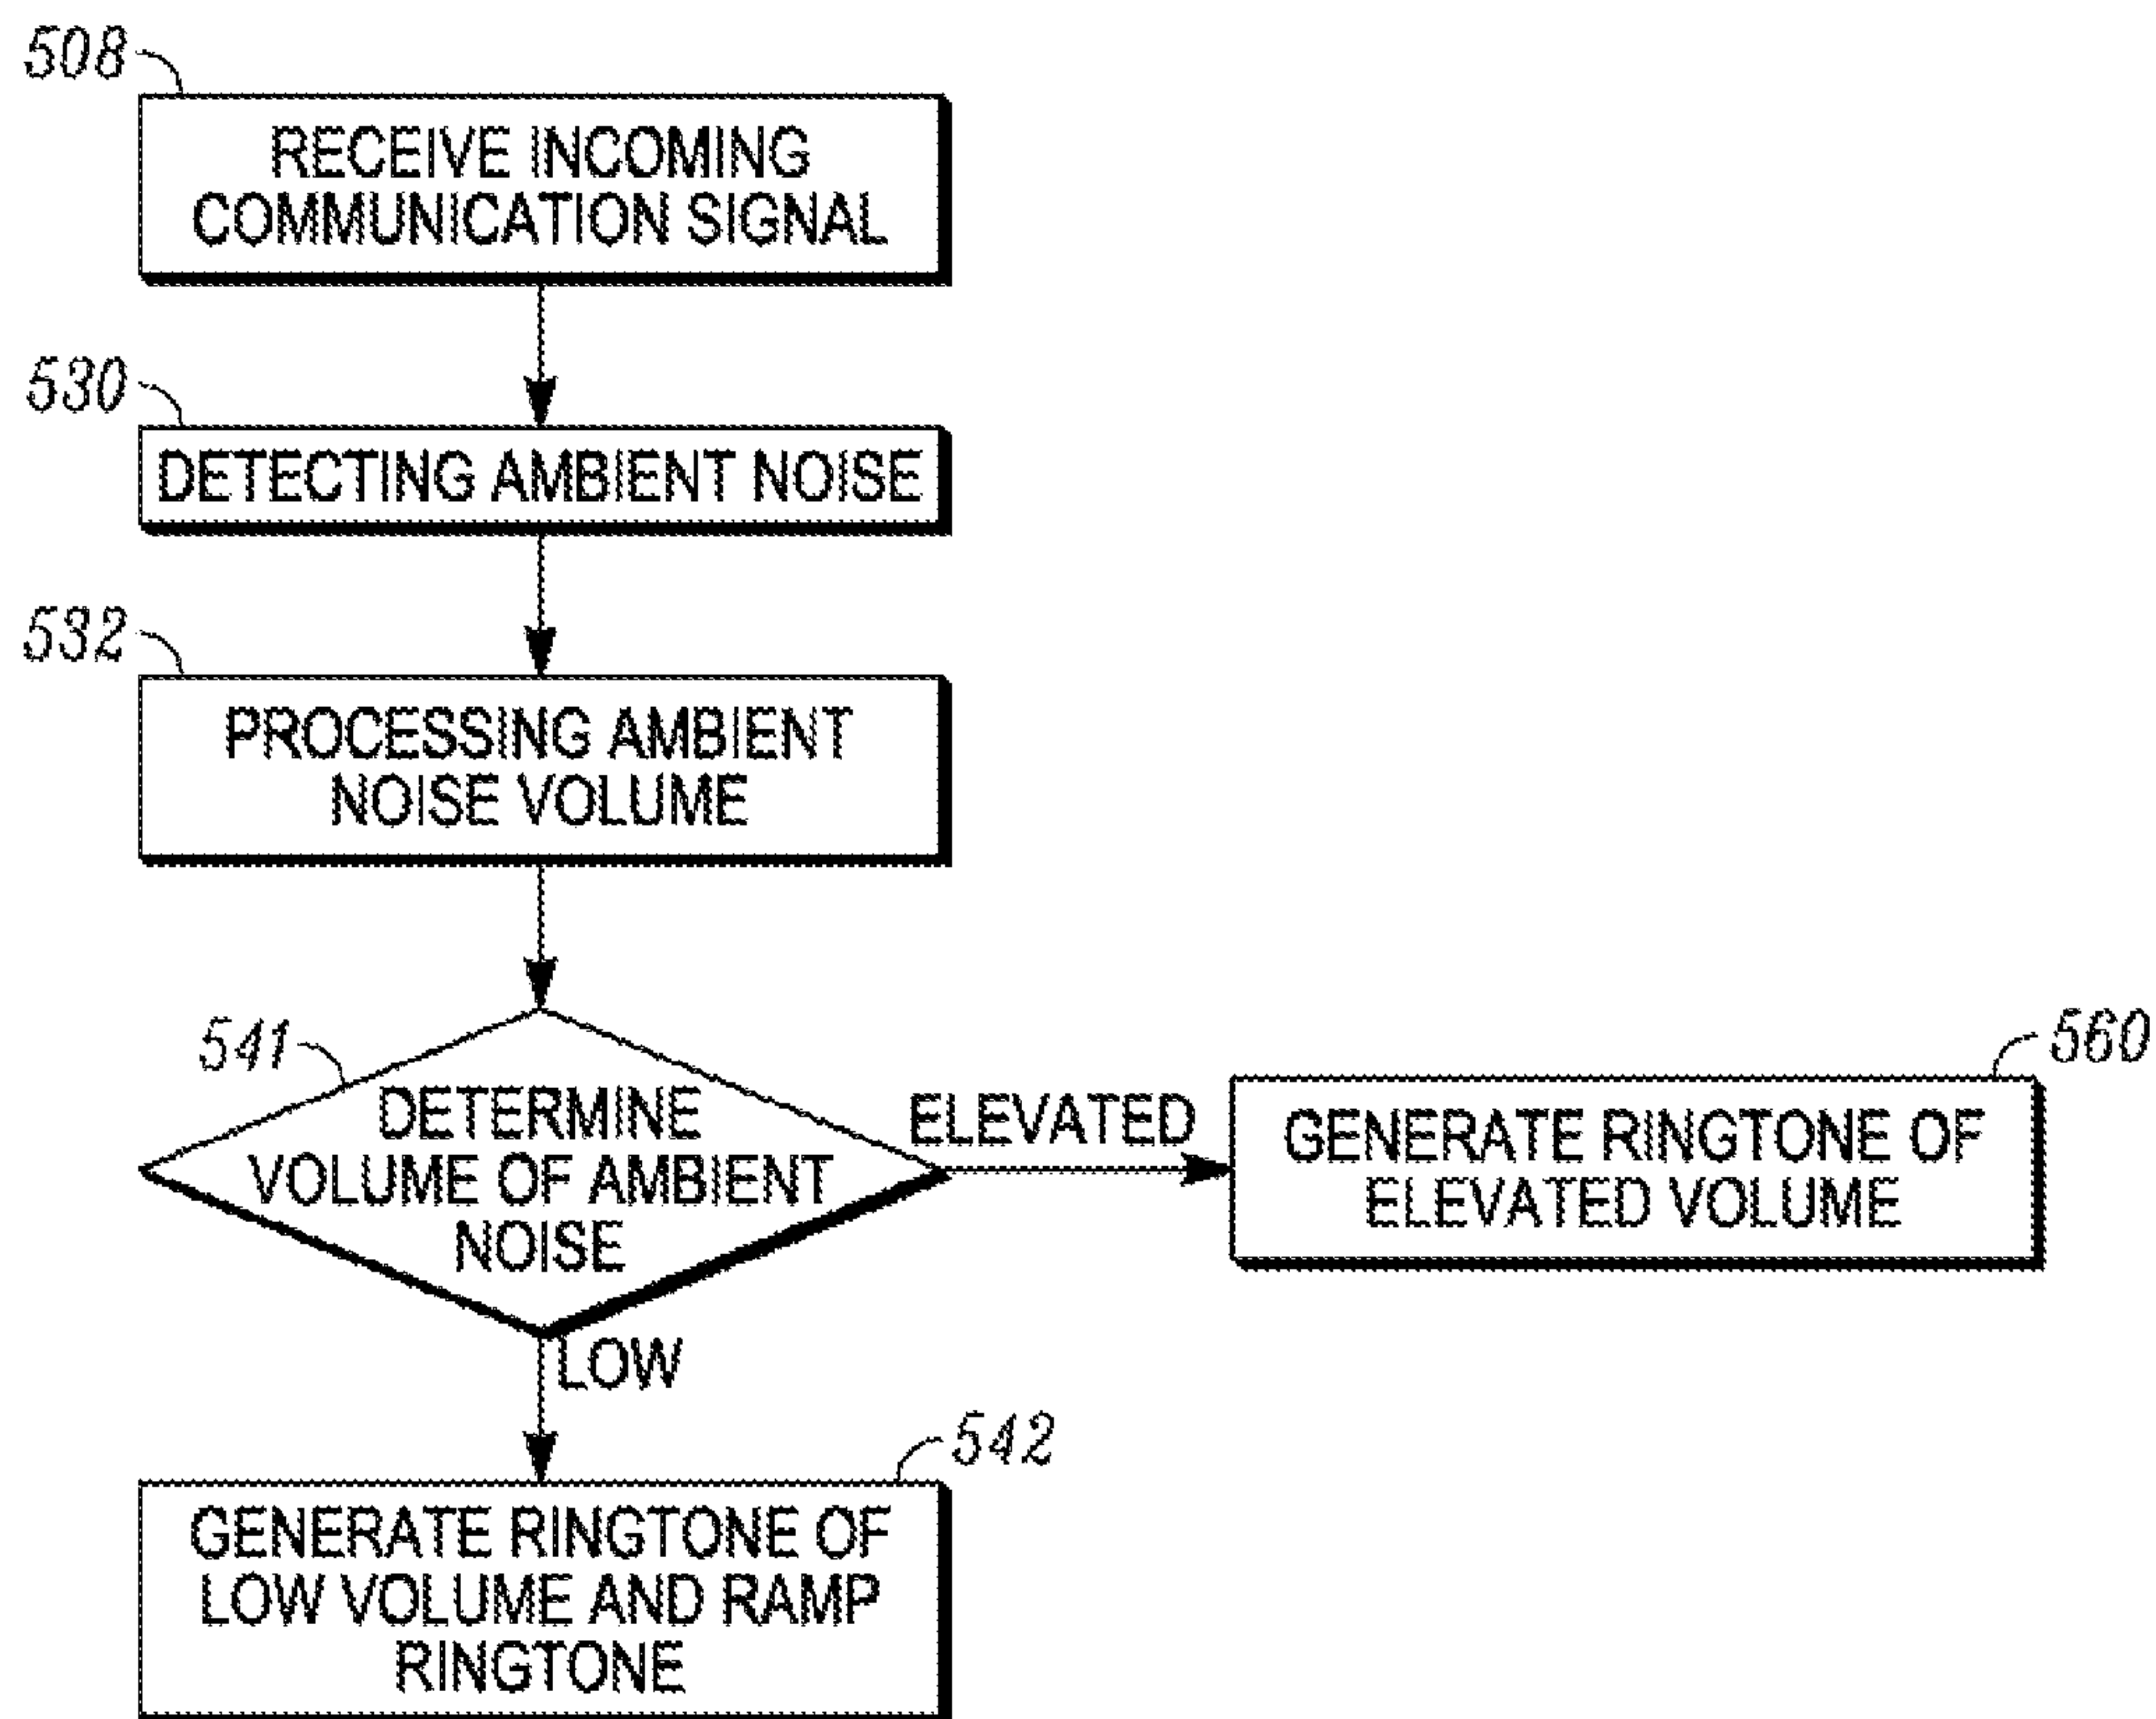 508
RECEIVE INCOMING
COMMUNICATION SIGNAL
530
DETECTING AMBIENT NOISE
532
PROCESSING AMBIENT
NOISE VOLUME
541
DETERMINE
VOLUME OF AMBIENT
NOISE
ELEVATED
560
GENERATE RINGTONE OF
ELEVATED VOLUME
LOW
542
GENERATE RINGTONE OF
LOW VOLUME AND RAMP
RINGTONE